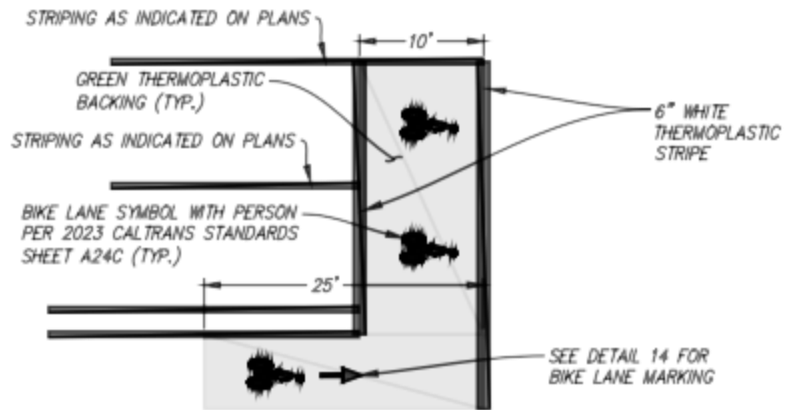 STRIPING AS INDICATED ON PLANS
10'
GREEN THERMOPLASTIC
BACKING (TYP.)
6" WHITE
THERMOPLASTIC
STRIPE
STRIPING AS INDICATED ON PLANS
BIKE LANE SYMBOL WITH PERSON
PER 2023 CALTRANS STANDARDS
SHEET A24C (TYP.)
25'
SEE DETAIL 14 FOR
BIKE LANE MARKING